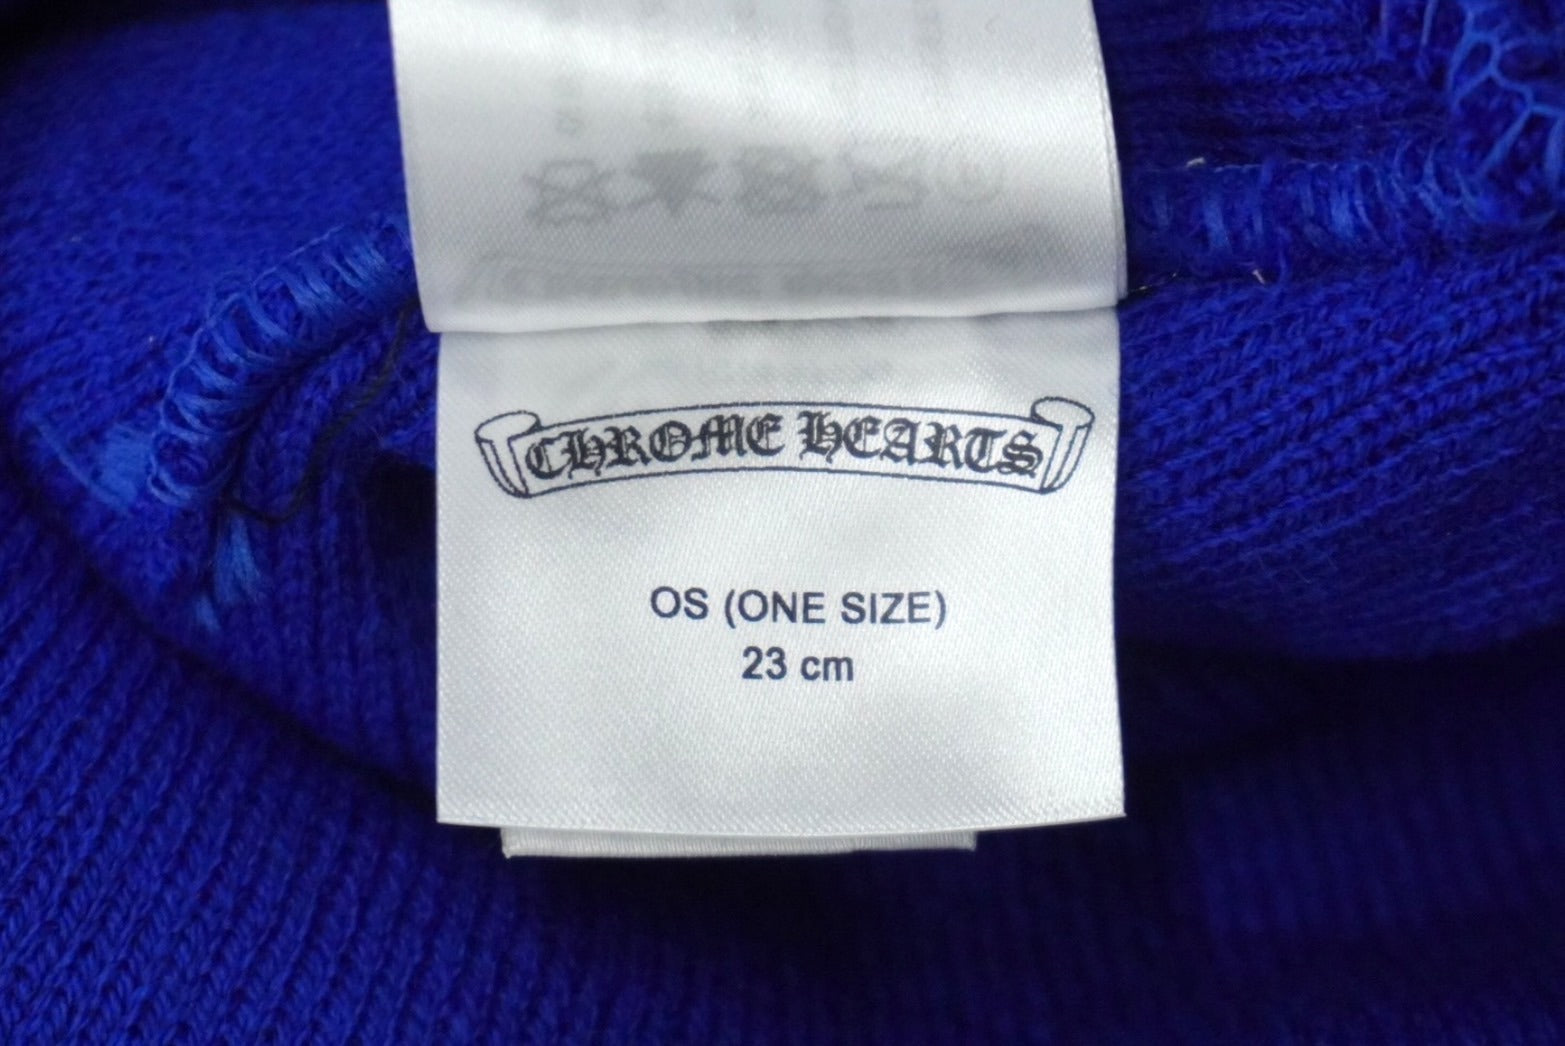 CHROME HEARTS
OS (ONE SIZE)
23 cm